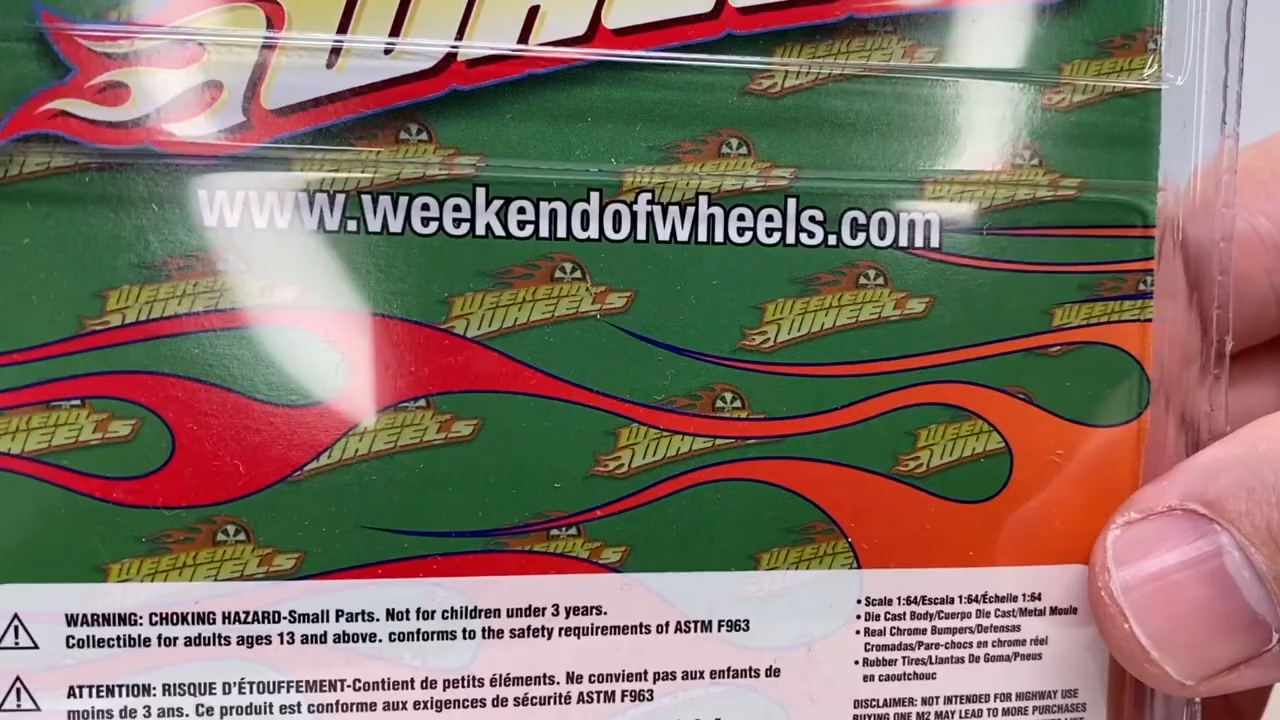 WHEELS
WEEKEND OF
WHEELS
www.weekendofwheels.com
WARNING: CHOKING HAZARD-Small Parts. Not for children under 3 years.
Collectible for adults ages 13 and above. conforms to the safety requirements of ASTM F963
ATTENTION: RISQUE D'ÉTOUFFEMENT-Contient de petits éléments. Ne convient pas aux enfants de
moins de 3 ans. Ce produit est conforme aux exigences de sécurité ASTM F963
• Scale 1:64/Escala 1:64/Échelle 1:64
• Die Cast Body/Cuerpo Die Cast/Metal Moule
• Real Chrome Bumpers/Defensas
Cromadas/Pare-chocs en chrome réel
• Rubber Tires/Llantas De Goma/Pneus
en caoutchouc
DISCLAIMER: NOT INTENDED FOR HIGHWAY USE
BUYING ONE M2 MAY LEAD TO MORE PURCHASES